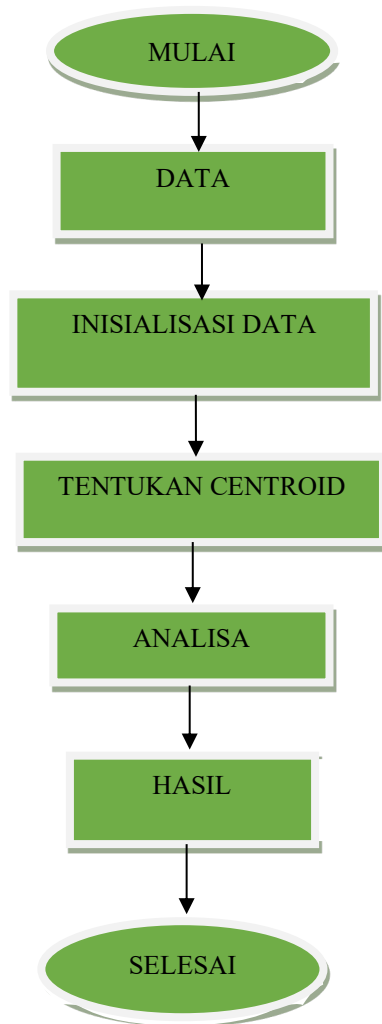 MULAI
DATA
INISIALISASI DATA
TENTUKAN CENTROID
ANALISA
HASIL
SELESAI